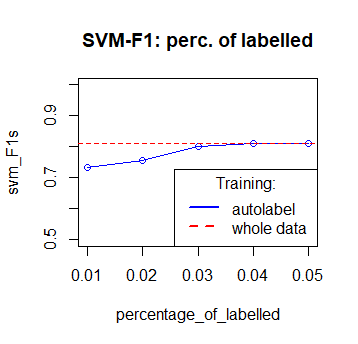 SVM-F1: perc. of labelled
svm_F1s
0.9
0.7
0.5
Training:
autolabel
whole data
0.01 0.02 0.03 0.04 0.05
percentage_of_labelled